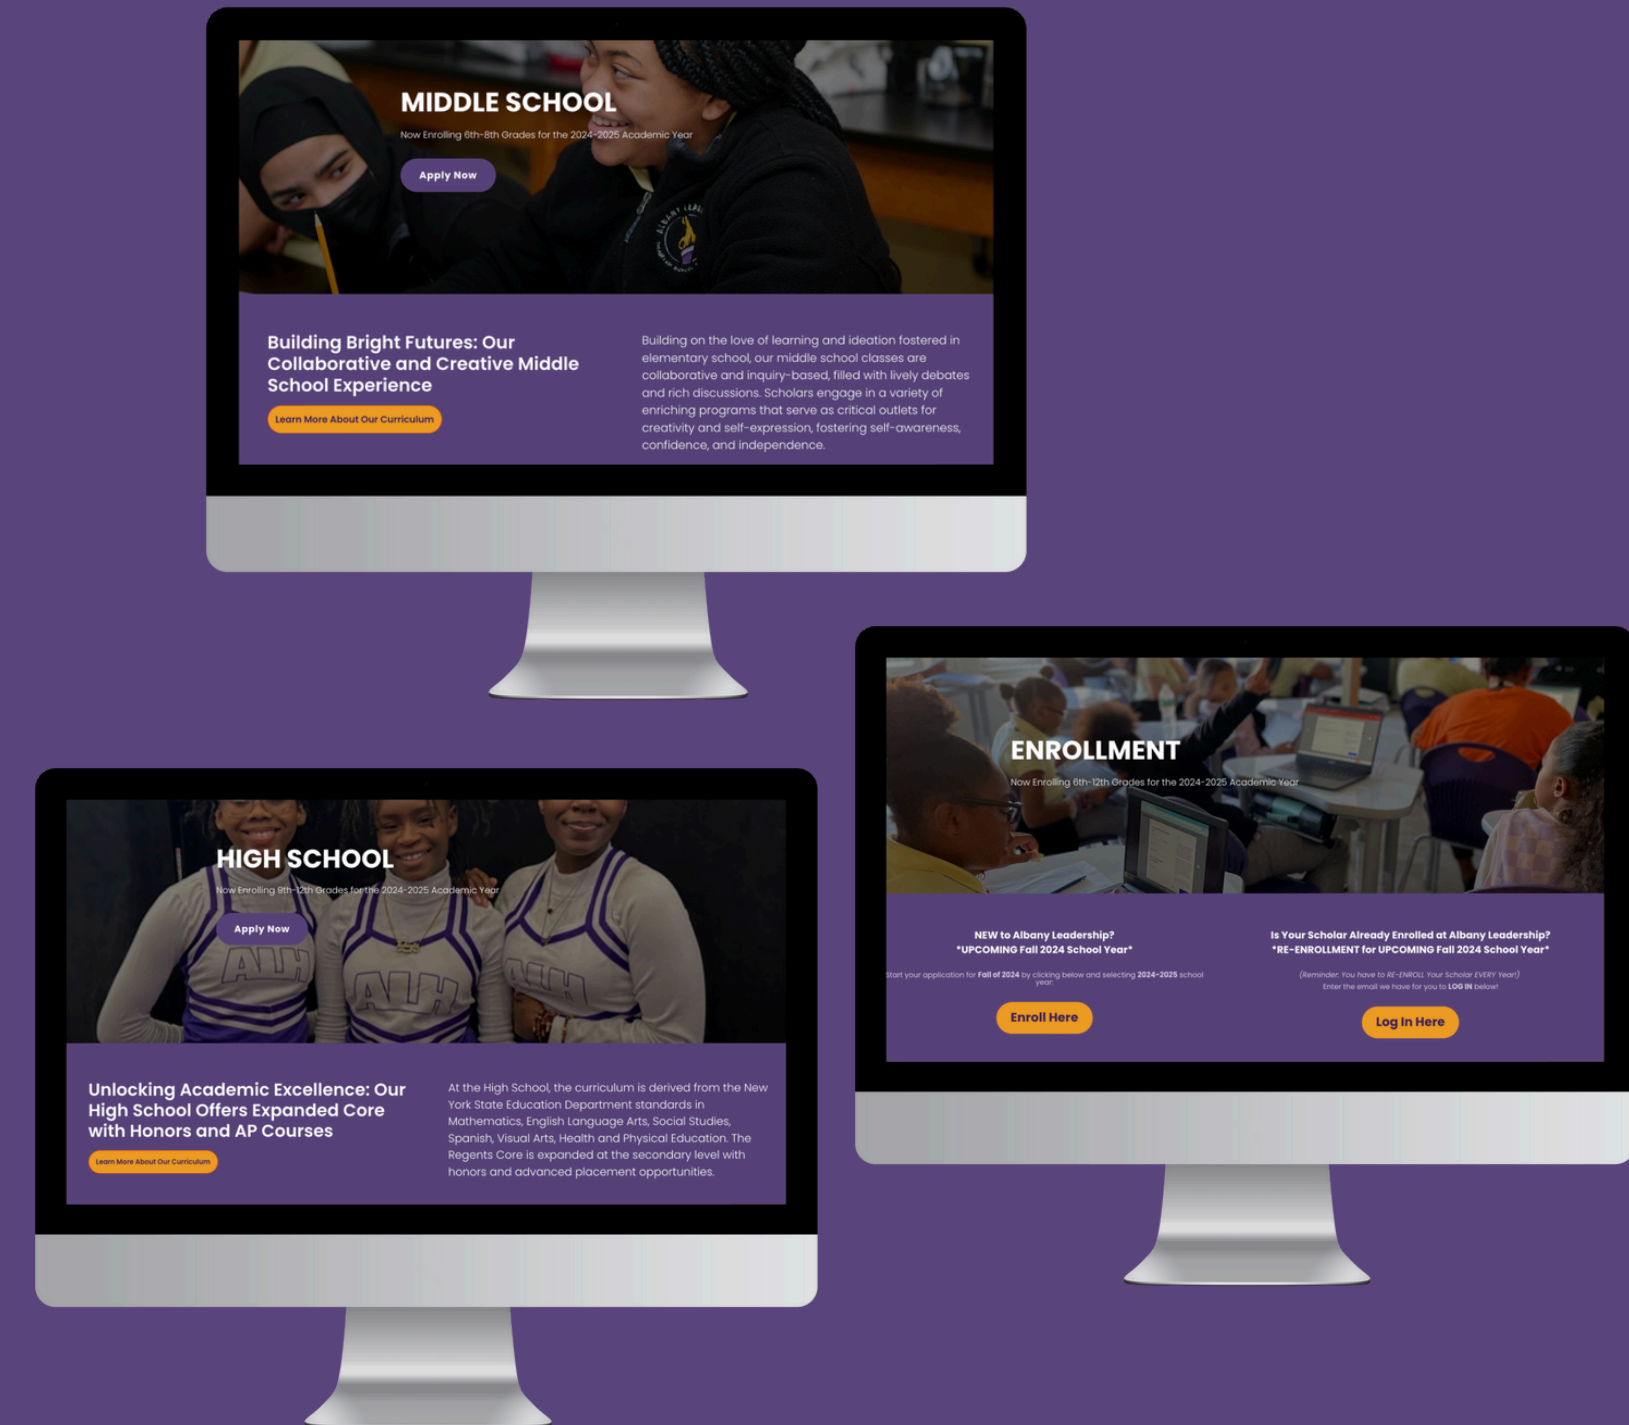 MIDDLE SCHOOL
Now Enrolling 6th-8th Grades for the 2024-2025 Academic Year
Apply Now
ALBANY LEADE
Building Bright Futures: Our
Collaborative and Creative Middle
School Experience
Learn More About Our Curriculum
Building on the love of learning and ideation fostered in
elementary school, our middle school classes are
collaborative and inquiry-based, filled with lively debates
and rich discussions. Scholars engage in a variety of
enriching programs that serve as critical outlets for
creativity and self-expression, fostering self-awareness,
confidence, and independence.
ENROLLMENT
Now Enrolling 6th-12th Grades for the 2024-2025 Academic Year
NEW to Albany Leadership?
*UPCOMING Fall 2024 School Year*
Start your application for Fall of 2024 by clicking below and selecting 2024-2025 school
year:
Enroll Here
Is Your Scholar Already Enrolled at Albany Leadership?
*RE-ENROLLMENT for UPCOMING Fall 2024 School Year*
(Reminder: You have to RE-ENROLL Your Scholar EVERY Year!)
Enter the email we have for you to LOG IN below!
Log In Here
HIGH SCHOOL
Now Enrolling 9th-12th Grades for the 2024-2025 Academic Year
Apply Now
ALH
ALH
ALH
Unlocking Academic Excellence: Our
High School Offers Expanded Core
with Honors and AP Courses
Learn More About Our Curriculum
At the High School, the curriculum is derived from the New
York State Education Department standards in
Mathematics, English Language Arts, Social Studies,
Spanish, Visual Arts, Health and Physical Education. The
Regents Core is expanded at the secondary level with
honors and advanced placement opportunities.